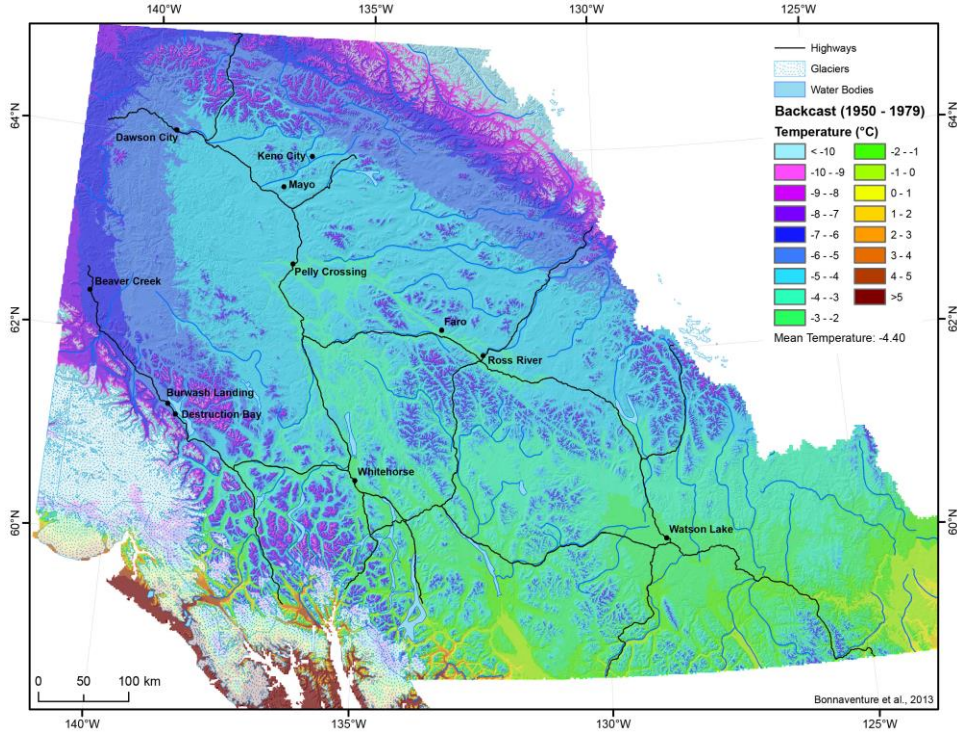 140°W
135°W
130°W
125°W
Highways
Glaciers
Water Bodies
Backcast (1950 - 1979)
Temperature (°C)
< -10
-10 - -9
-9 - -8
-8 - -7
-7 - -6
-6 - -5
-5 - -4
-4 - -3
-3 - -2
-2 - -1
-1 - 0
0 - 1
1 - 2
2 - 3
3 - 4
4 - 5
>5
Mean Temperature: -4.40
64°N
64°N
Dawson City
Keno City
Mayo
Pelly Crossing
Beaver Creek
62°N
62°N
Faro
Ross River
Burwash Landing
Destruction Bay
Whitehorse
60°N
60°N
Watson Lake
0 50 100 km
Bonnaventure et al., 2013
140°W
135°W
130°W
125°W